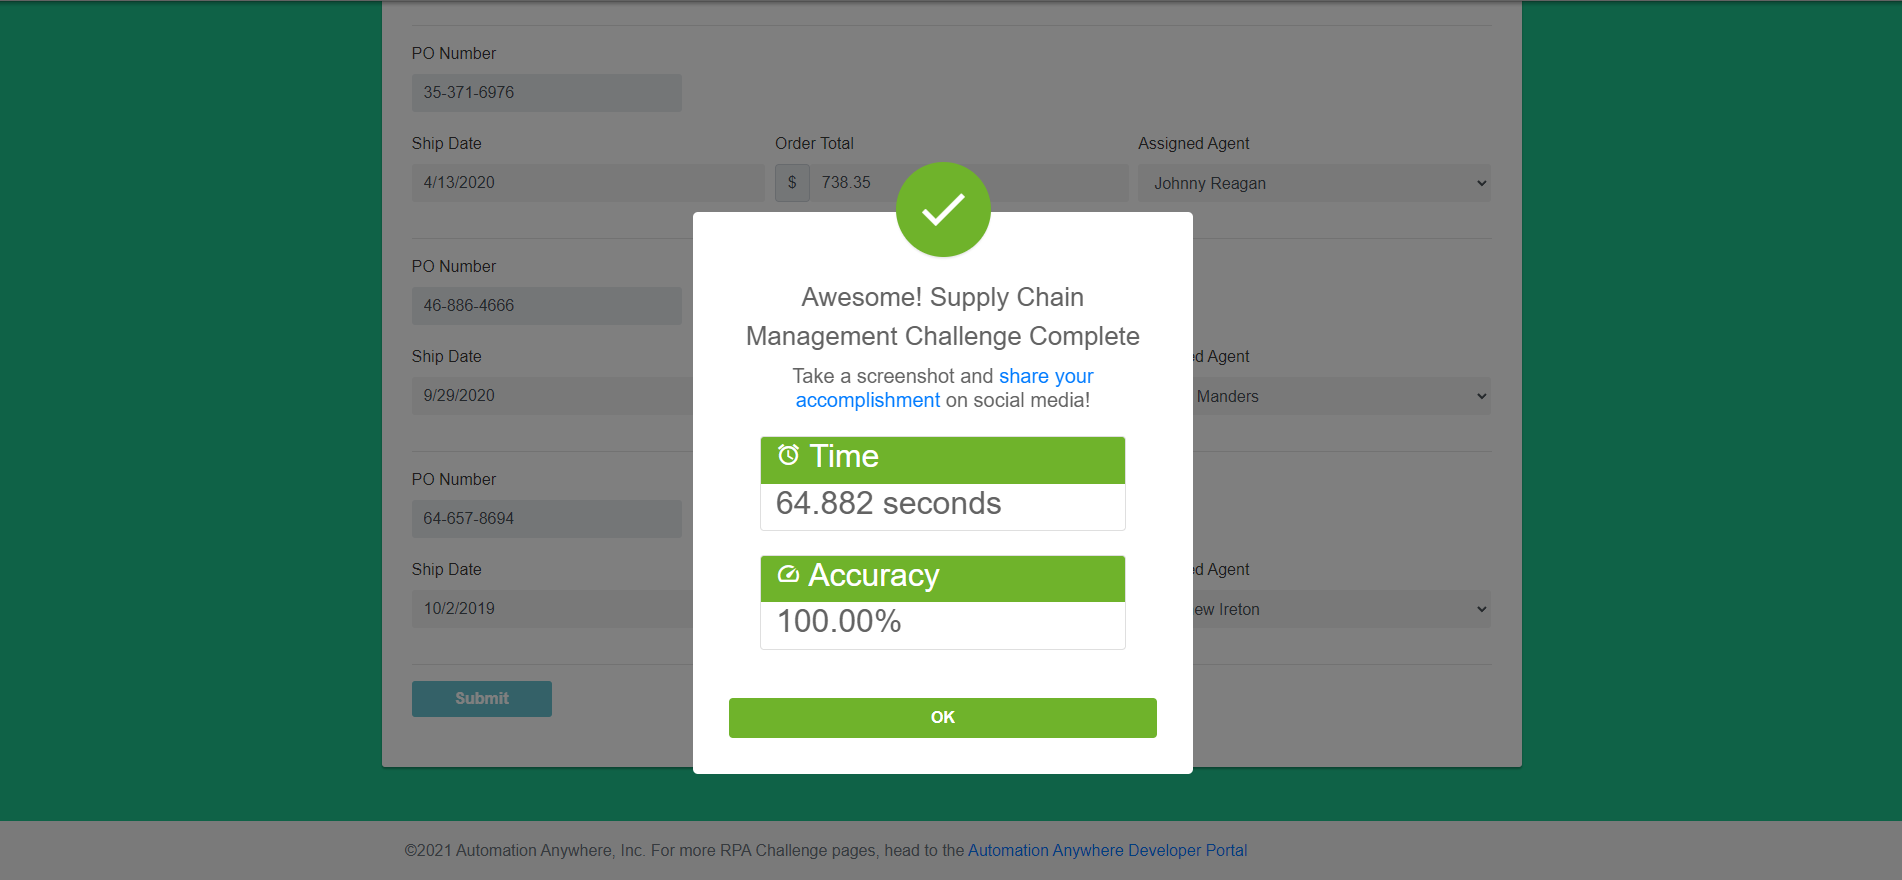 PO Number
35-371-6976
Ship Date Order Total Assigned Agent
4/13/2020 $ 738.35 Johnny Reagan
PO Number
46-886-4666
Ship Date
9/29/2020
PO Number
64-657-8694
Ship Date
10/2/2019
Submit
Agent
Manders
Agent
Ireton
Awesome! Supply Chain
Management Challenge Complete
Take a screenshot and share your
accomplishment on social media!
Time
64.882 seconds
Accuracy
100.00%
OK
©2021 Automation Anywhere, Inc. For more RPA Challenge pages, head to the Automation Anywhere Developer Portal